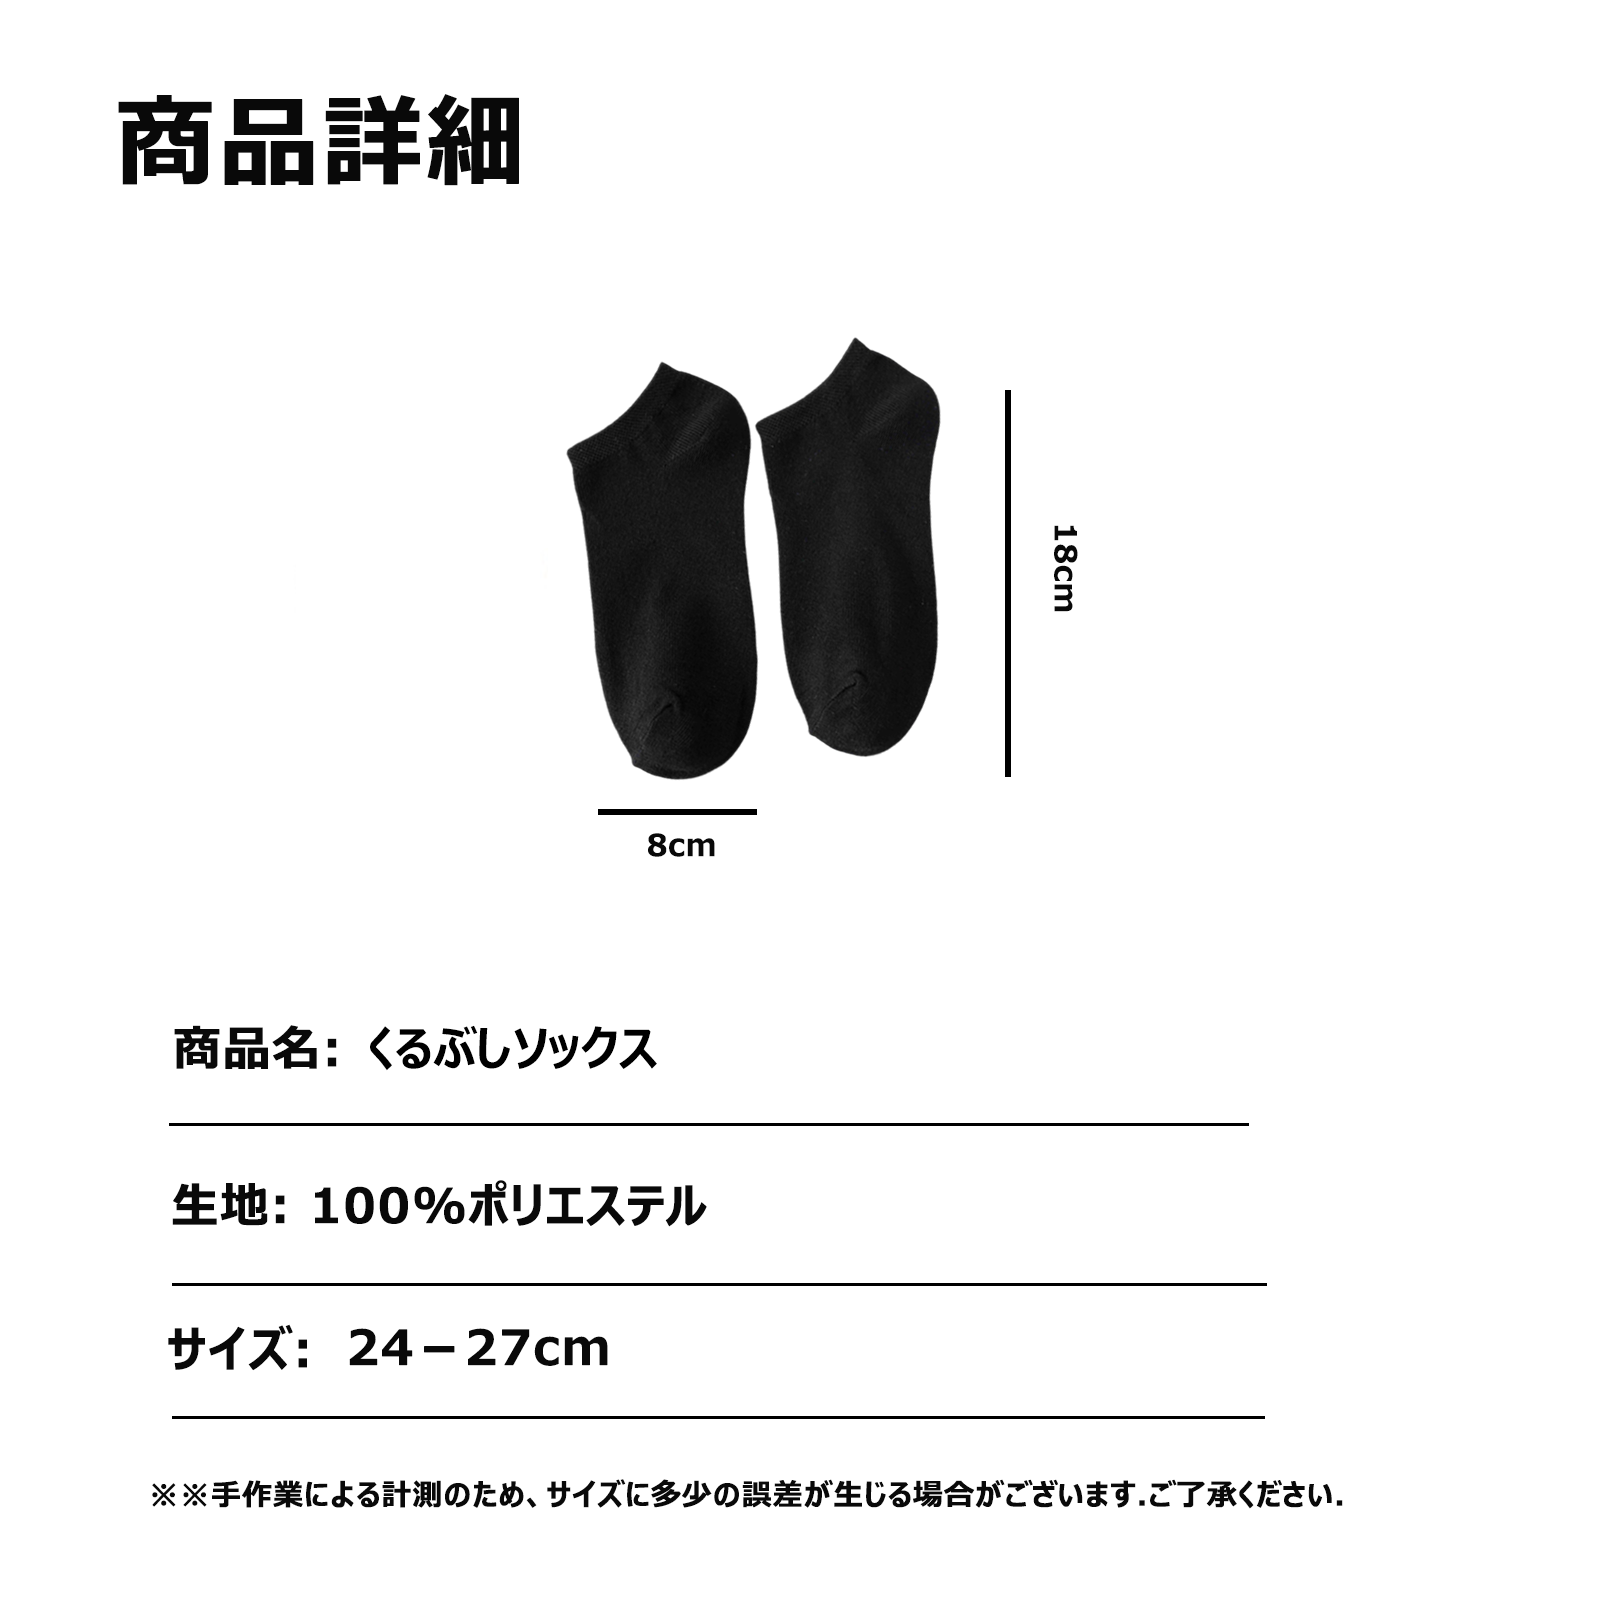 商品詳細
18cm
8cm
商品名: くるぶしソックス
生地: 100%ポリエステル
サイズ: 24－27cm
※※手作業による計測のため、サイズに多少の誤差が生じる場合がございます.ご了承ください.